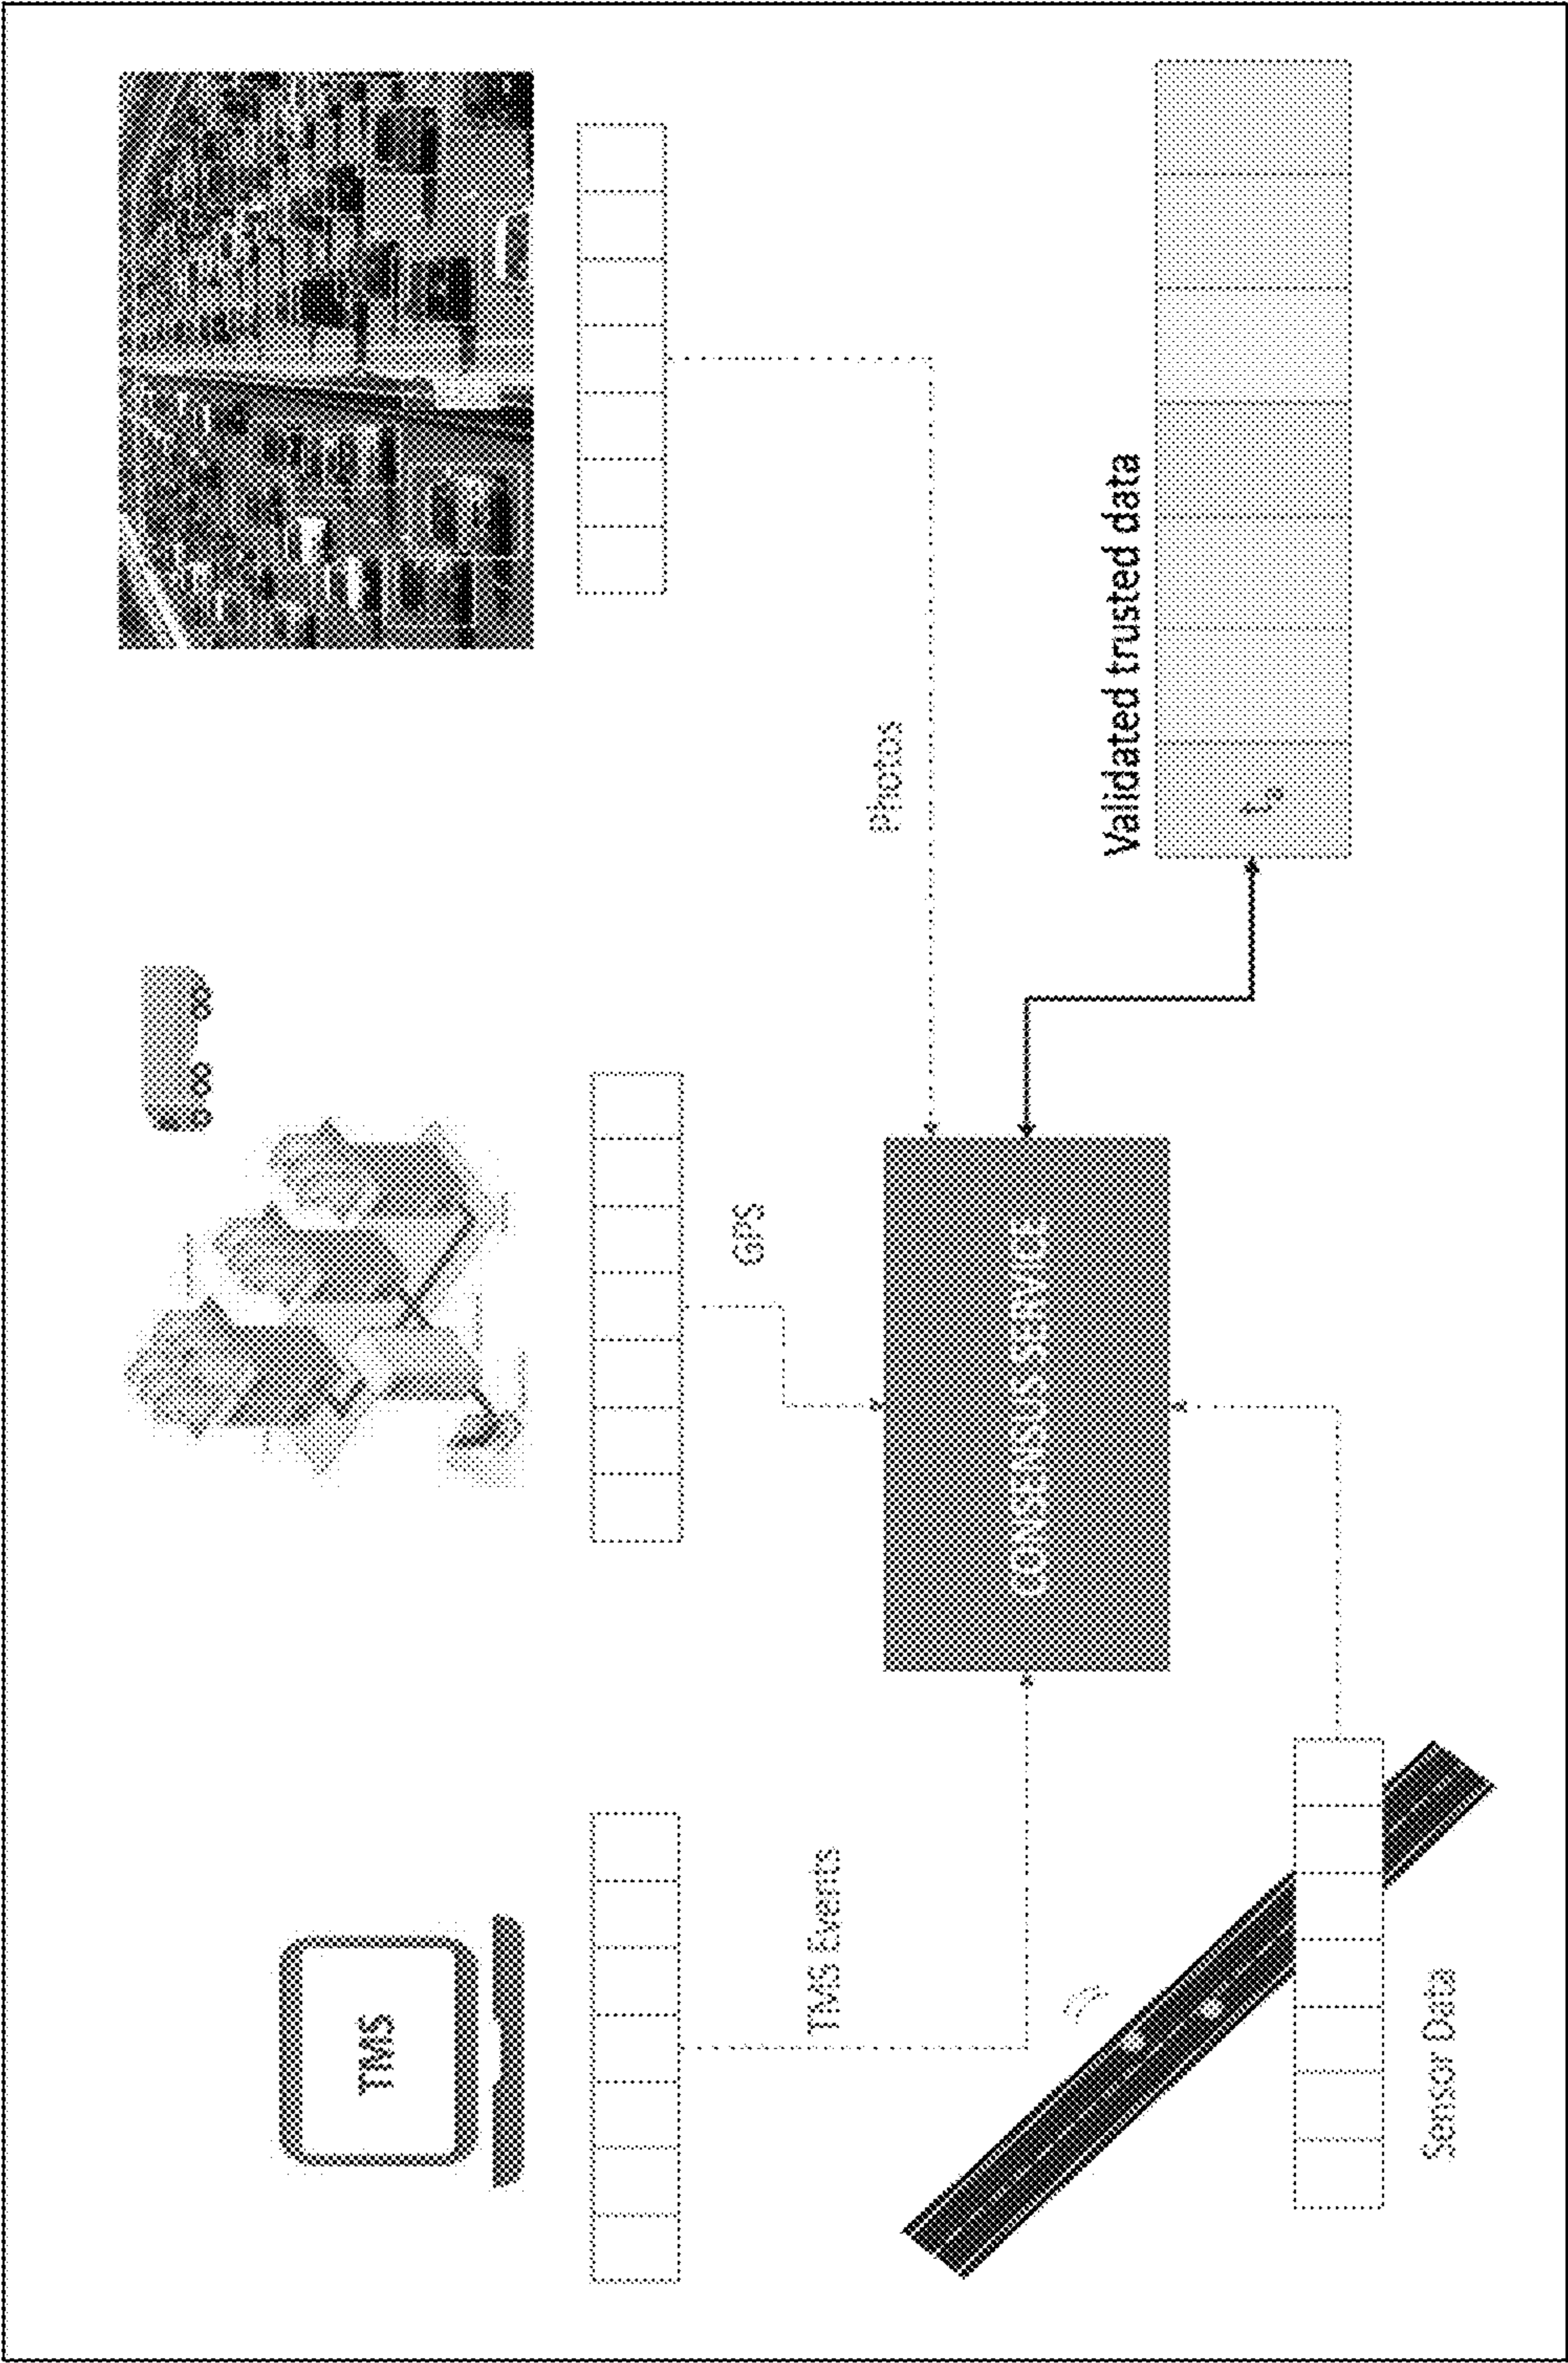 TMS
TMS Events
GPS
Photos
CONSENSUS SERVICE
Validated trusted data
Sensor Data